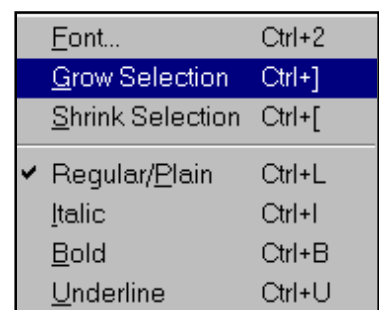 Font... Ctrl+2
Grow Selection Ctrl+]
Shrink Selection Ctrl+[
Regular/Plain Ctrl+L
Italic Ctrl+I
Bold Ctrl+B
Underline Ctrl+U